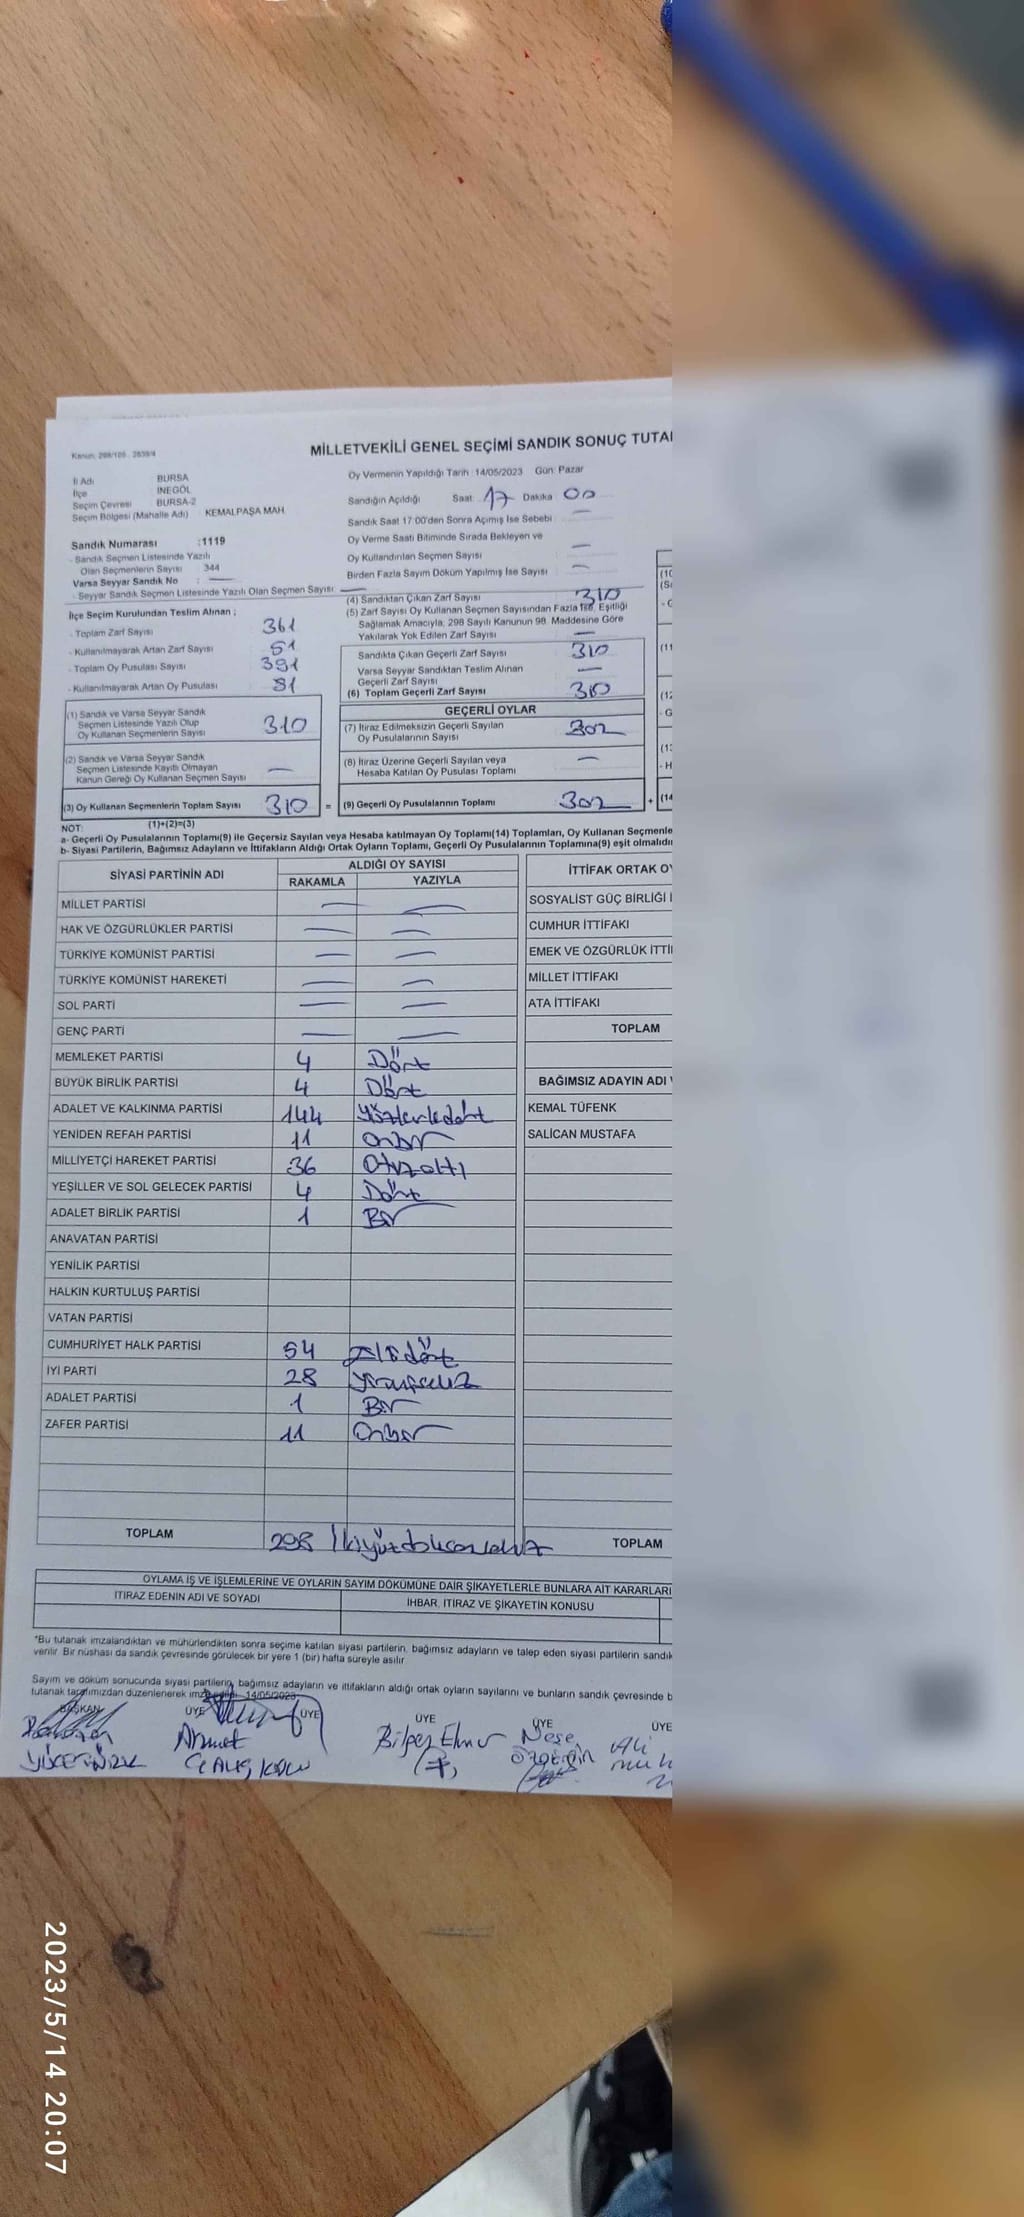 Kanun: 298/105 , 2839/4
MİLLETVEKİLİ GENEL SEÇİMİ SANDIK SONUÇ TUTA
İl Adı BURSA
İlçe İNEGÖL
Seçim Çevresi BURSA-2
Seçim Bölgesi (Mahalle Adı) KEMALPAŞA MAH.
Sandık Numarası :1119
- Sandık Seçmen Listesinde Yazılı
Olan Seçmenlerin Sayısı 344
Varsa Seyyar Sandık No : —
- Seyyar Sandık Seçmen Listesinde Yazılı Olan Seçmen Sayısı : —
Oy Vermenin Yapıldığı Tarih : 14/05/2023 Gün: Pazar
Sandığın Açıldığı Saat 17 Dakika 00
Sandık Saat 17:00'den Sonra Açılmış İse Sebebi —
Oy Verme Saati Bitiminde Sırada Bekleyen ve
Oy Kullandırılan Seçmen Sayısı —
Birden Fazla Sayım Döküm Yapılmış İse Sayısı —
İlçe Seçim Kurulundan Teslim Alınan ;
- Toplam Zarf Sayısı 361
- Kullanılmayarak Artan Zarf Sayısı 51
- Toplam Oy Pusulası Sayısı 391
- Kullanılmayarak Artan Oy Pusulası 81
(1) Sandık ve Varsa Seyyar Sandık
Seçmen Listesinde Yazılı Olup
Oy Kullanan Seçmenlerin Sayısı 310
(2) Sandık ve Varsa Seyyar Sandık
Seçmen Listesinde Kayıtlı Olmayan
Kanun Gereği Oy Kullanan Seçmen Sayısı —
(3) Oy Kullanan Seçmenlerin Toplam Sayısı 310 =
(4) Sandıktan Çıkan Zarf Sayısı 310
(5) Zarf Sayısı Oy Kullanan Seçmen Sayısından Fazla İse, Eşitliği
Sağlamak Amacıyla, 298 Sayılı Kanunun 98. Maddesine Göre
Yakılarak Yok Edilen Zarf Sayısı —
Sandıkta Çıkan Geçerli Zarf Sayısı 310
Varsa Seyyar Sandıktan Teslim Alınan
Geçerli Zarf Sayısı —
(6) Toplam Geçerli Zarf Sayısı 310
GEÇERLİ OYLAR
(7) İtiraz Edilmeksizin Geçerli Sayılan
Oy Pusulalarının Sayısı 302
(8) İtiraz Üzerine Geçerli Sayılan veya
Hesaba Katılan Oy Pusulası Toplamı —
(9) Geçerli Oy Pusulalarının Toplamı 302 +
(10
(S
- G
(11
(12
- G
(13
- H
(14
NOT: (1)+(2)=(3)
a- Geçerli Oy Pusulalarının Toplamı(9) ile Geçersiz Sayılan veya Hesaba katılmayan Oy Toplamı(14) Toplamları, Oy Kullanan Seçmenle
b- Siyasi Partilerin, Bağımsız Adayların ve İttifakların Aldığı Ortak Oyların Toplamı, Geçerli Oy Pusulalarının Toplamına(9) eşit olmalıdır
SİYASİ PARTİNİN ADI ALDIĞI OY SAYISI
RAKAMLA YAZIYLA
MİLLET PARTİSİ — —
HAK VE ÖZGÜRLÜKLER PARTİSİ — —
TÜRKİYE KOMÜNİST PARTİSİ — —
TÜRKİYE KOMÜNİST HAREKETİ — —
SOL PARTİ — —
GENÇ PARTİ — —
MEMLEKET PARTİSİ 4 Dört
BÜYÜK BİRLİK PARTİSİ 4 Dört
ADALET VE KALKINMA PARTİSİ 144 Yüzkırkdört
YENİDEN REFAH PARTİSİ 11 Onbir
MİLLİYETÇİ HAREKET PARTİSİ 36 Otuzaltı
YEŞİLLER VE SOL GELECEK PARTİSİ 4 Dört
ADALET BİRLİK PARTİSİ 1 Bir
ANAVATAN PARTİSİ
YENİLİK PARTİSİ
HALKIN KURTULUŞ PARTİSİ
VATAN PARTİSİ
CUMHURİYET HALK PARTİSİ 54 Ellidört
İYİ PARTİ 28 Yirmisekiz
ADALET PARTİSİ 1 Bir
ZAFER PARTİSİ 11 Onbir
TOPLAM 298 İkiyüzdoksansekiz
İTTİFAK ORTAK OY
SOSYALİST GÜÇ BİRLİĞİ İ
CUMHUR İTTİFAKI
EMEK VE ÖZGÜRLÜK İTTİ
MİLLET İTTİFAKI
ATA İTTİFAKI
TOPLAM
BAĞIMSIZ ADAYIN ADI
KEMAL TÜFENK
SALİCAN MUSTAFA
TOPLAM
OYLAMA İŞ VE İŞLEMLERİNE VE OYLARIN SAYIM DÖKÜMÜNE DAİR ŞİKAYETLERLE BUNLARA AİT KARARLARI
İTİRAZ EDENİN ADI VE SOYADI İHBAR, İTİRAZ VE ŞİKAYETİN KONUSU
*Bu tutanak imzalandıktan ve mühürlendikten sonra seçime katılan siyasi partilerin, bağımsız adayların ve talep eden siyasi partilerin sandık
verilir. Bir nüshası da sandık çevresinde görülecek bir yere 1 (bir) hafta süreyle asılır.
Sayım ve döküm sonucunda siyasi partilerin, bağımsız adayların ve ittifakların aldığı ortak oyların sayılarını ve bunların sandık çevresinde b
tutanak tarafımızdan düzenlenerek 14/05/2023
BAŞKAN ÜYE ÜYE ÜYE ÜYE ÜYE
Ahmet Neşe Ali
2023/5/14 20:07